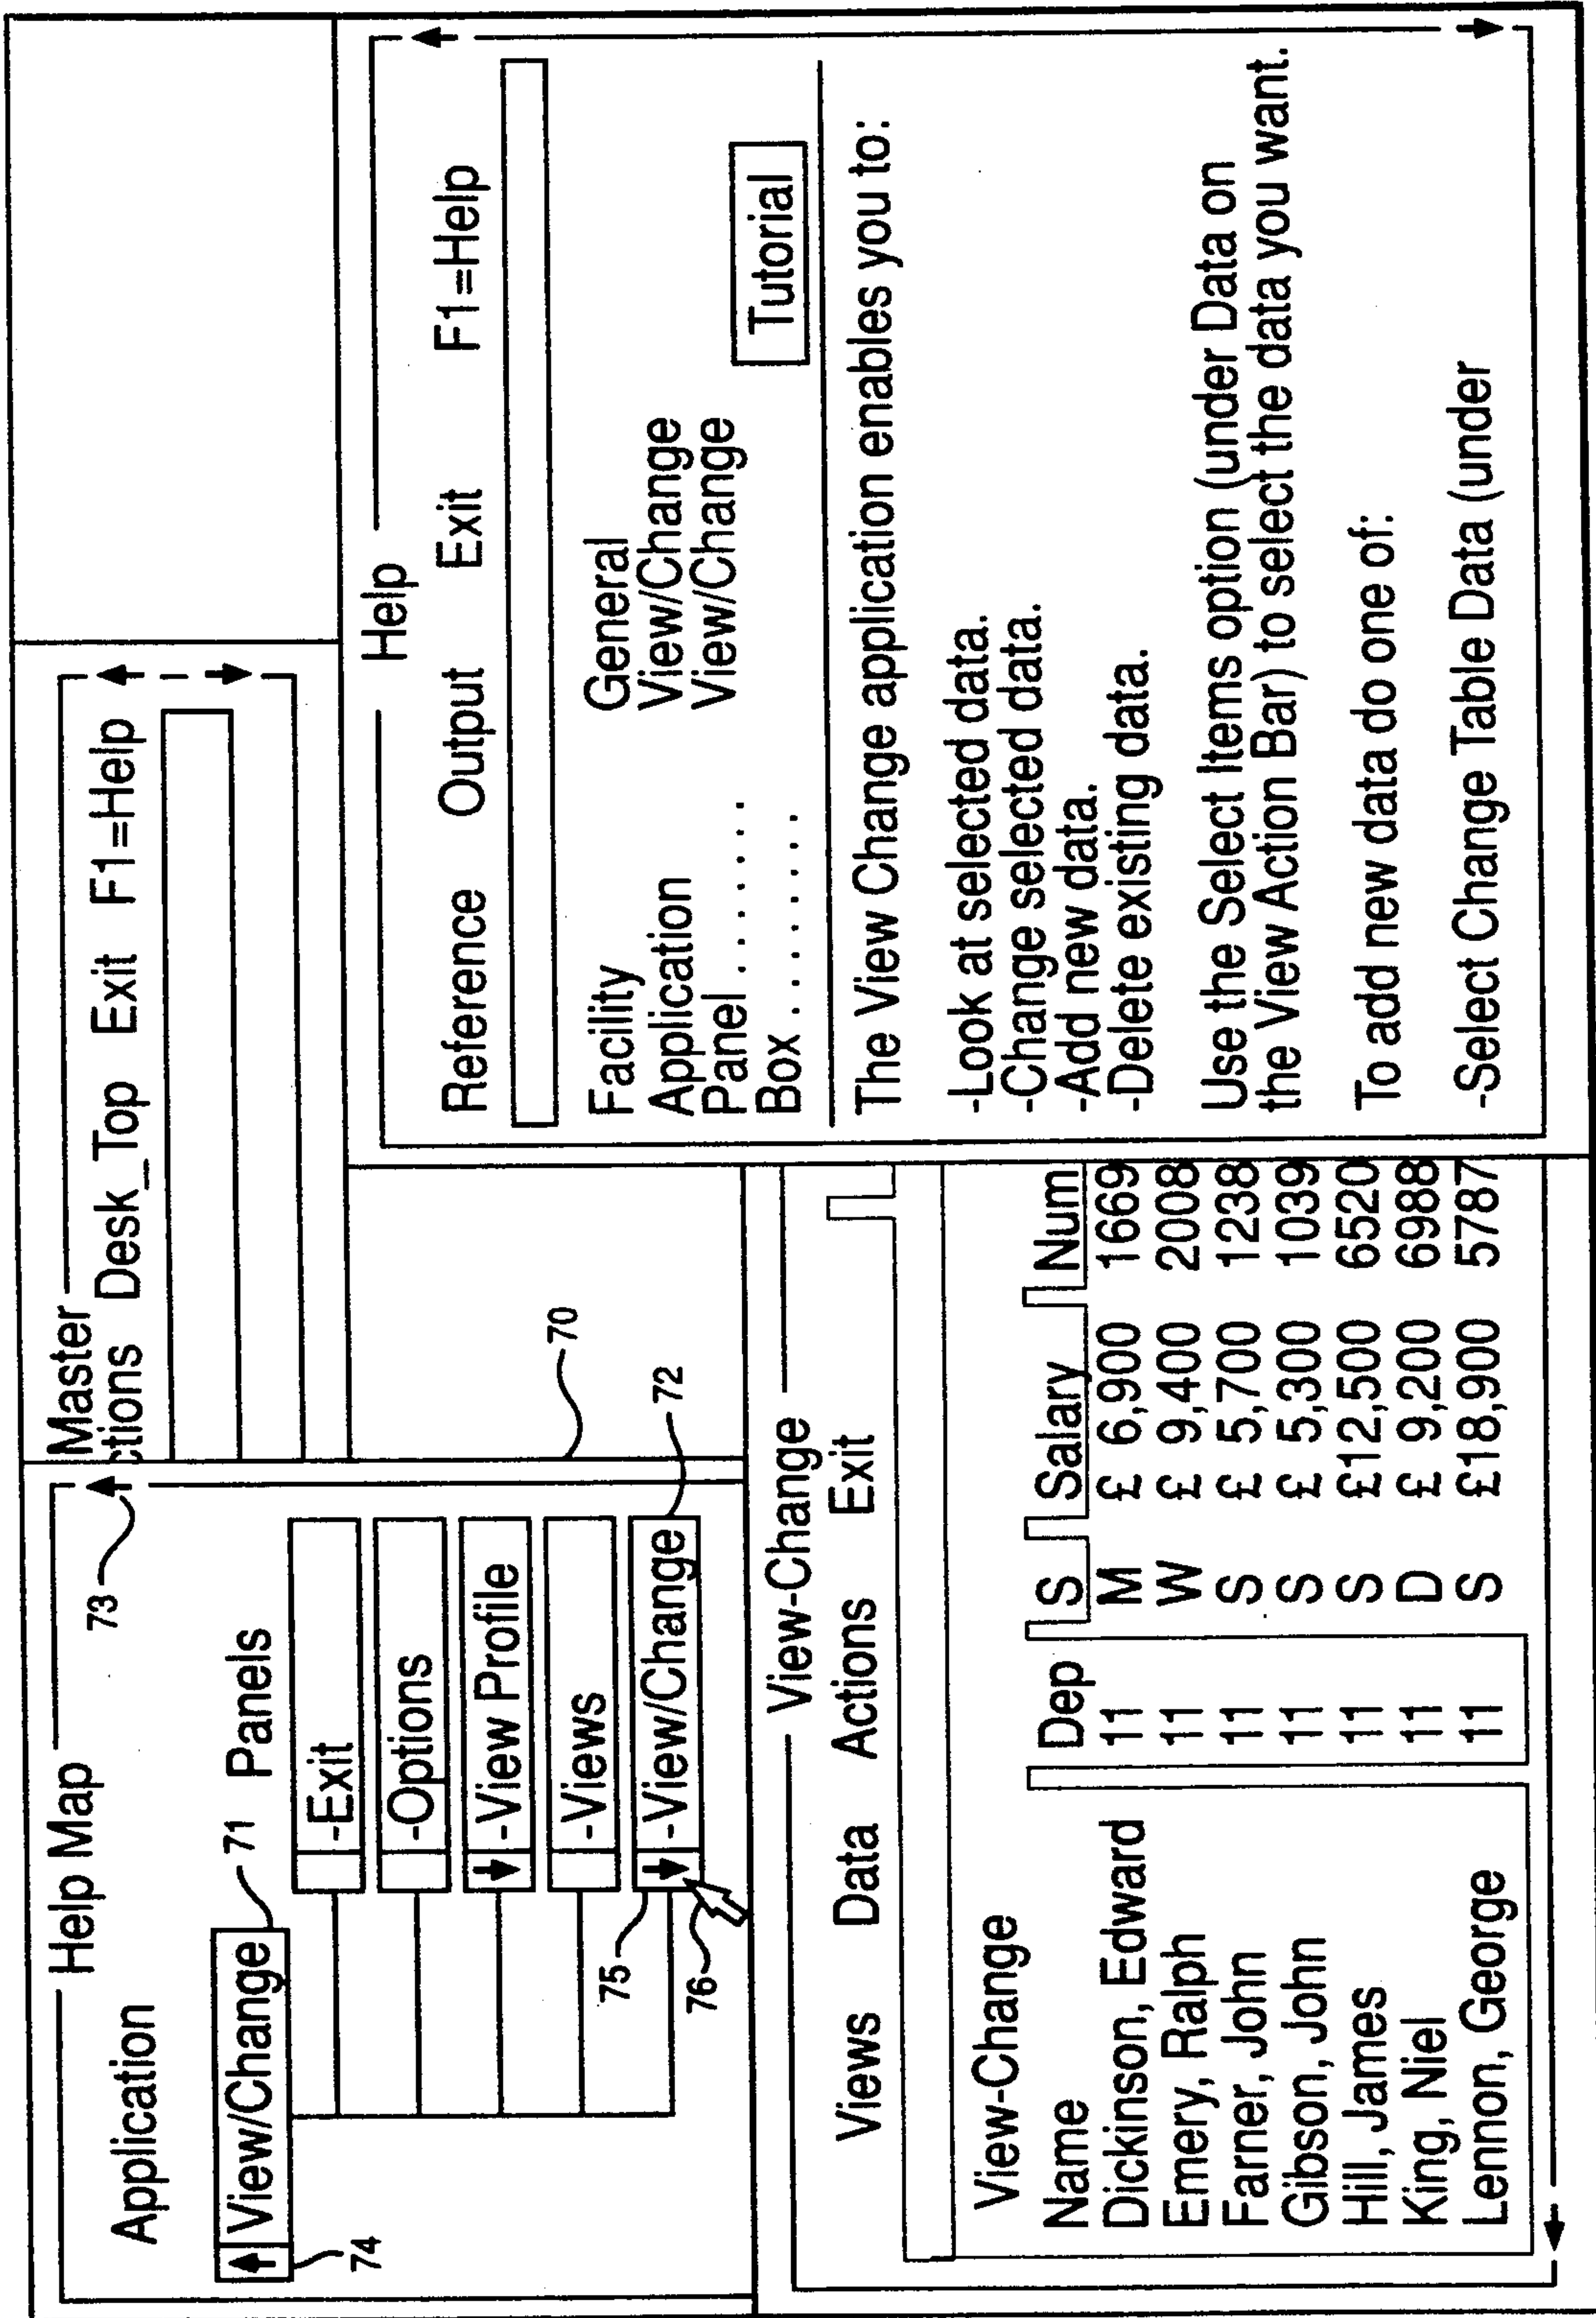 Help Map
73
Application
Panels
71
View/Change
74
-Exit
-Options
-View Profile
-Views
75
-View/Change
76
70
72
Master
ctions Desk_Top Exit F1=Help
View-Change
Views Data Actions Exit
View-Change
Name Dep S Salary Num
Dickinson, Edward 11 M £ 6,900 1669
Emery, Ralph 11 W £ 9,400 2008
Farner, John 11 S £ 5,700 1238
Gibson, John 11 S £ 5,300 1039
Hill, James 11 S £12,500 6520
King, Niel 11 D £ 9,200 6988
Lennon, George 11 S £18,900 5787
Help
Reference Output Exit F1=Help
Facility General
Application View/Change
Panel . . . . . . . View/Change
Box . . . . . . . .
Tutorial
The View Change application enables you to:
-Look at selected data.
-Change selected data.
-Add new data.
-Delete existing data.
Use the Select Items option (under Data on
the View Action Bar) to select the data you want.
To add new data do one of:
-Select Change Table Data (under